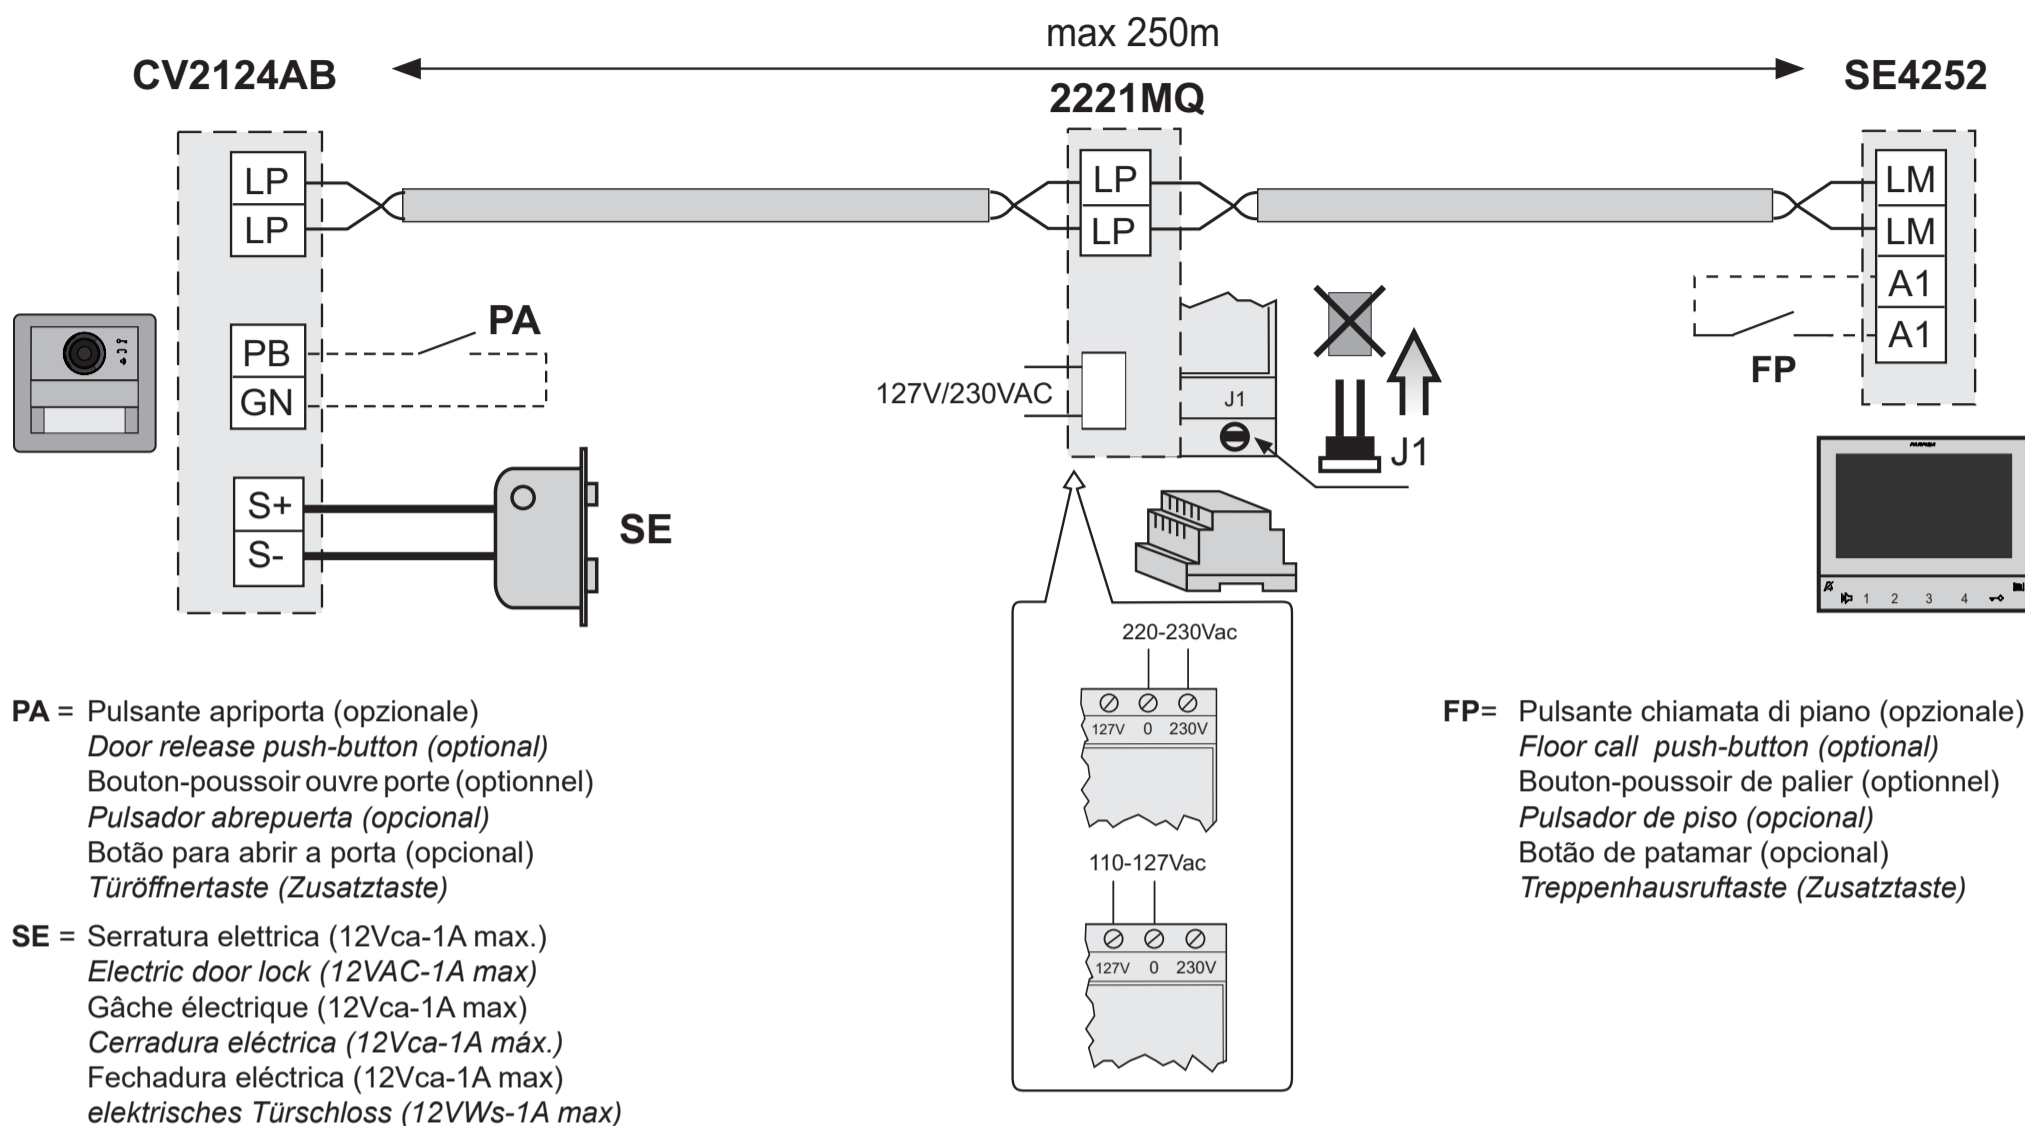 max 250m
CV2124AB
2221MQ
SE4252
LP
LP
LP
LP
LM
LM
A1
A1
FP
PB
GN
PA
127V/230VAC
J1
J1
S+
S-
SE
1 2 3 4
220-230Vac
127V 0 230V
110-127Vac
127V 0 230V
PA = Pulsante apriporta (opzionale)
Door release push-button (optional)
Bouton-poussoir ouvre porte (optionnel)
Pulsador abrepuerta (opcional)
Botão para abrir a porta (opcional)
Türöffnertaste (Zusatztaste)
SE = Serratura elettrica (12Vca-1A max.)
Electric door lock (12VAC-1A max)
Gâche électrique (12Vca-1A max)
Cerradura eléctrica (12Vca-1A máx.)
Fechadura eléctrica (12Vca-1A max)
elektrisches Türschloss (12VWs-1A max)
FP= Pulsante chiamata di piano (opzionale)
Floor call push-button (optional)
Bouton-poussoir de palier (optionnel)
Pulsador de piso (opcional)
Botão de patamar (opcional)
Treppenhausruftaste (Zusatztaste)